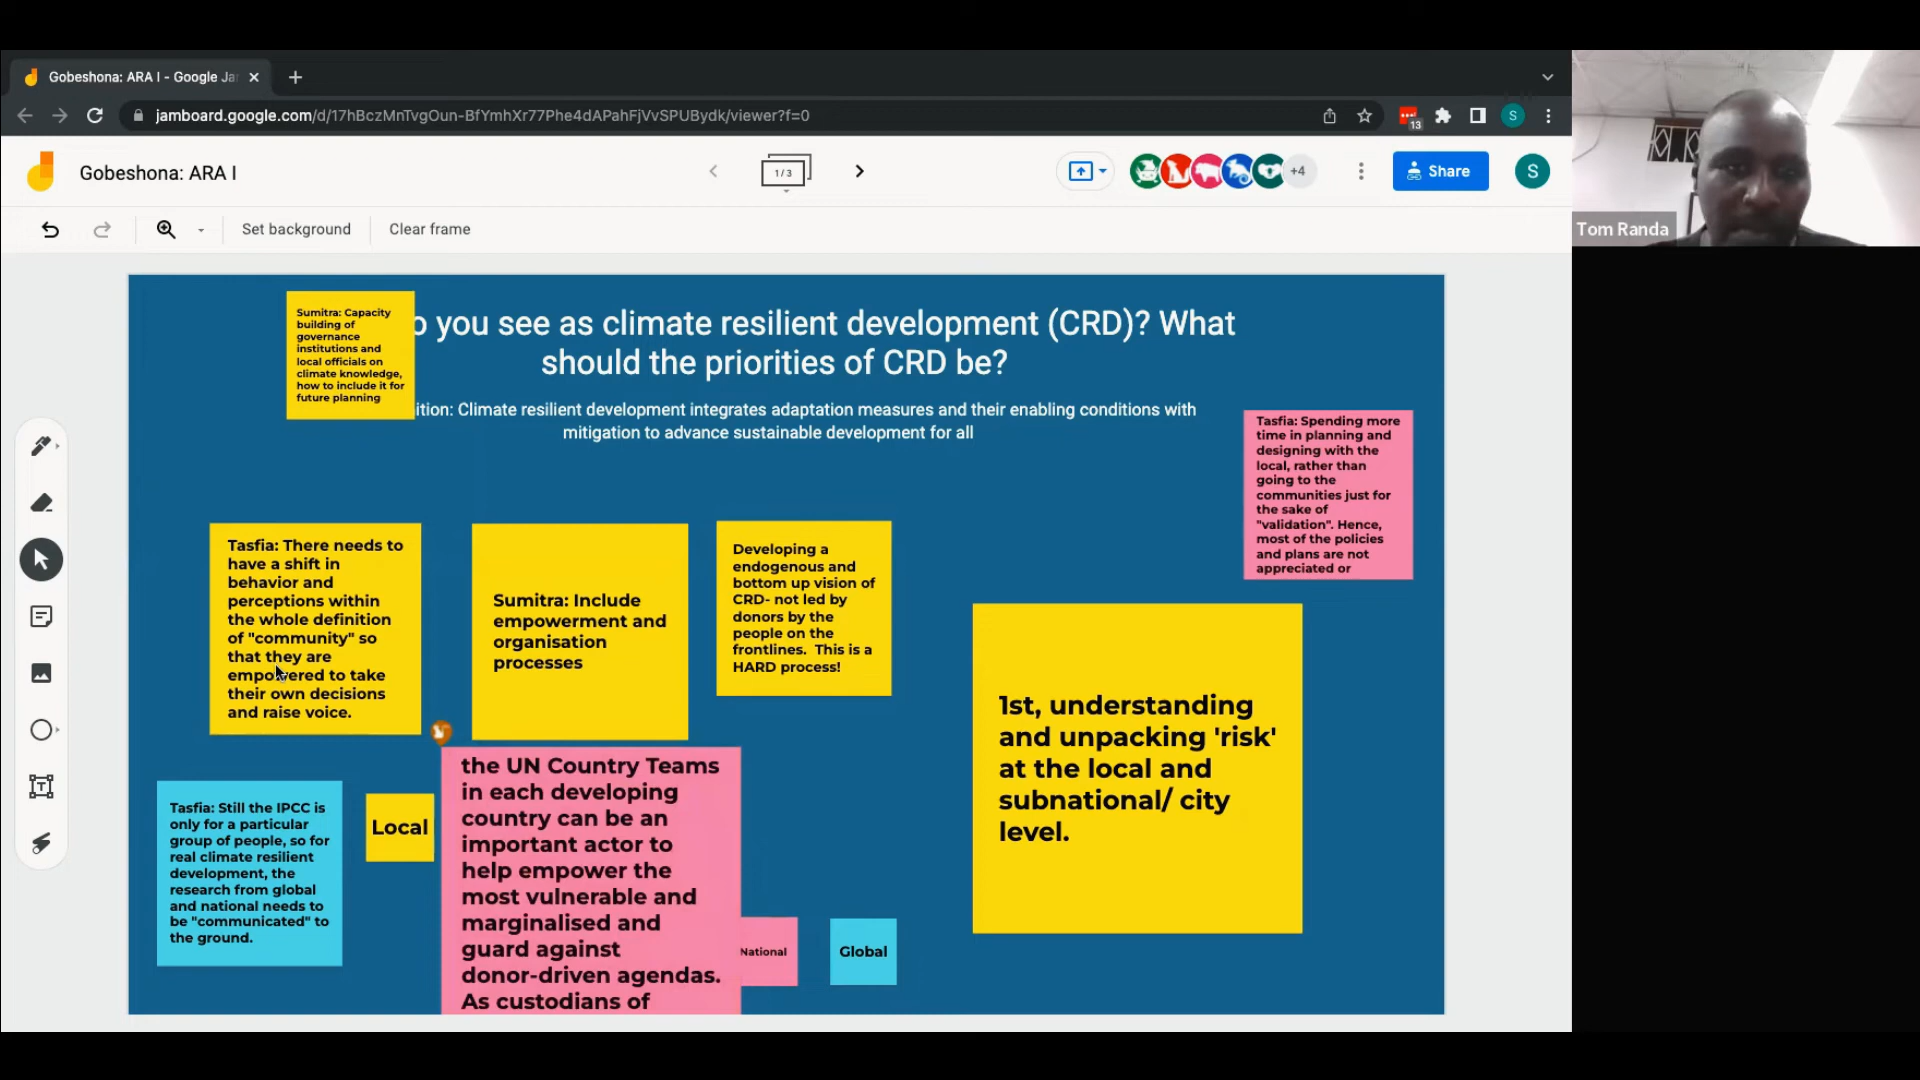 Gobeshona: ARA I - Google Ja
jamboard.google.com/d/17hBczMnTvgOun-BfYmhXr77Phe4dAPahFjVvSPUBydk/viewer?f=0
13
S
Gobeshona: ARA I
1/3
+4
Share
S
Set background
Clear frame
Tom Randa
Sumitra: Capacity
building of
governance
institutions and
local officials on
climate knowledge,
how to include it for
future planning
o you see as climate resilient development (CRD)? What
should the priorities of CRD be?
ition: Climate resilient development integrates adaptation measures and their enabling conditions with
mitigation to advance sustainable development for all
Tasfia: Spending more
time in planning and
designing with the
local, rather than
going to the
communities just for
the sake of
"validation". Hence,
most of the policies
and plans are not
appreciated or
Tasfia: There needs to
have a shift in
behavior and
perceptions within
the whole definition
of "community" so
that they are
empowered to take
their own decisions
and raise voice.
Sumitra: Include
empowerment and
organisation
processes
Developing a
endogenous and
bottom up vision of
CRD- not led by
donors by the
people on the
frontlines. This is a
HARD process!
1st, understanding
and unpacking 'risk'
at the local and
subnational/ city
level.
Tasfia: Still the IPCC is
only for a particular
group of people, so for
real climate resilient
development, the
research from global
and national needs to
be "communicated" to
the ground.
Local
the UN Country Teams
in each developing
country can be an
important actor to
help empower the
most vulnerable and
marginalised and
guard against
donor-driven agendas.
As custodians of
National
Global